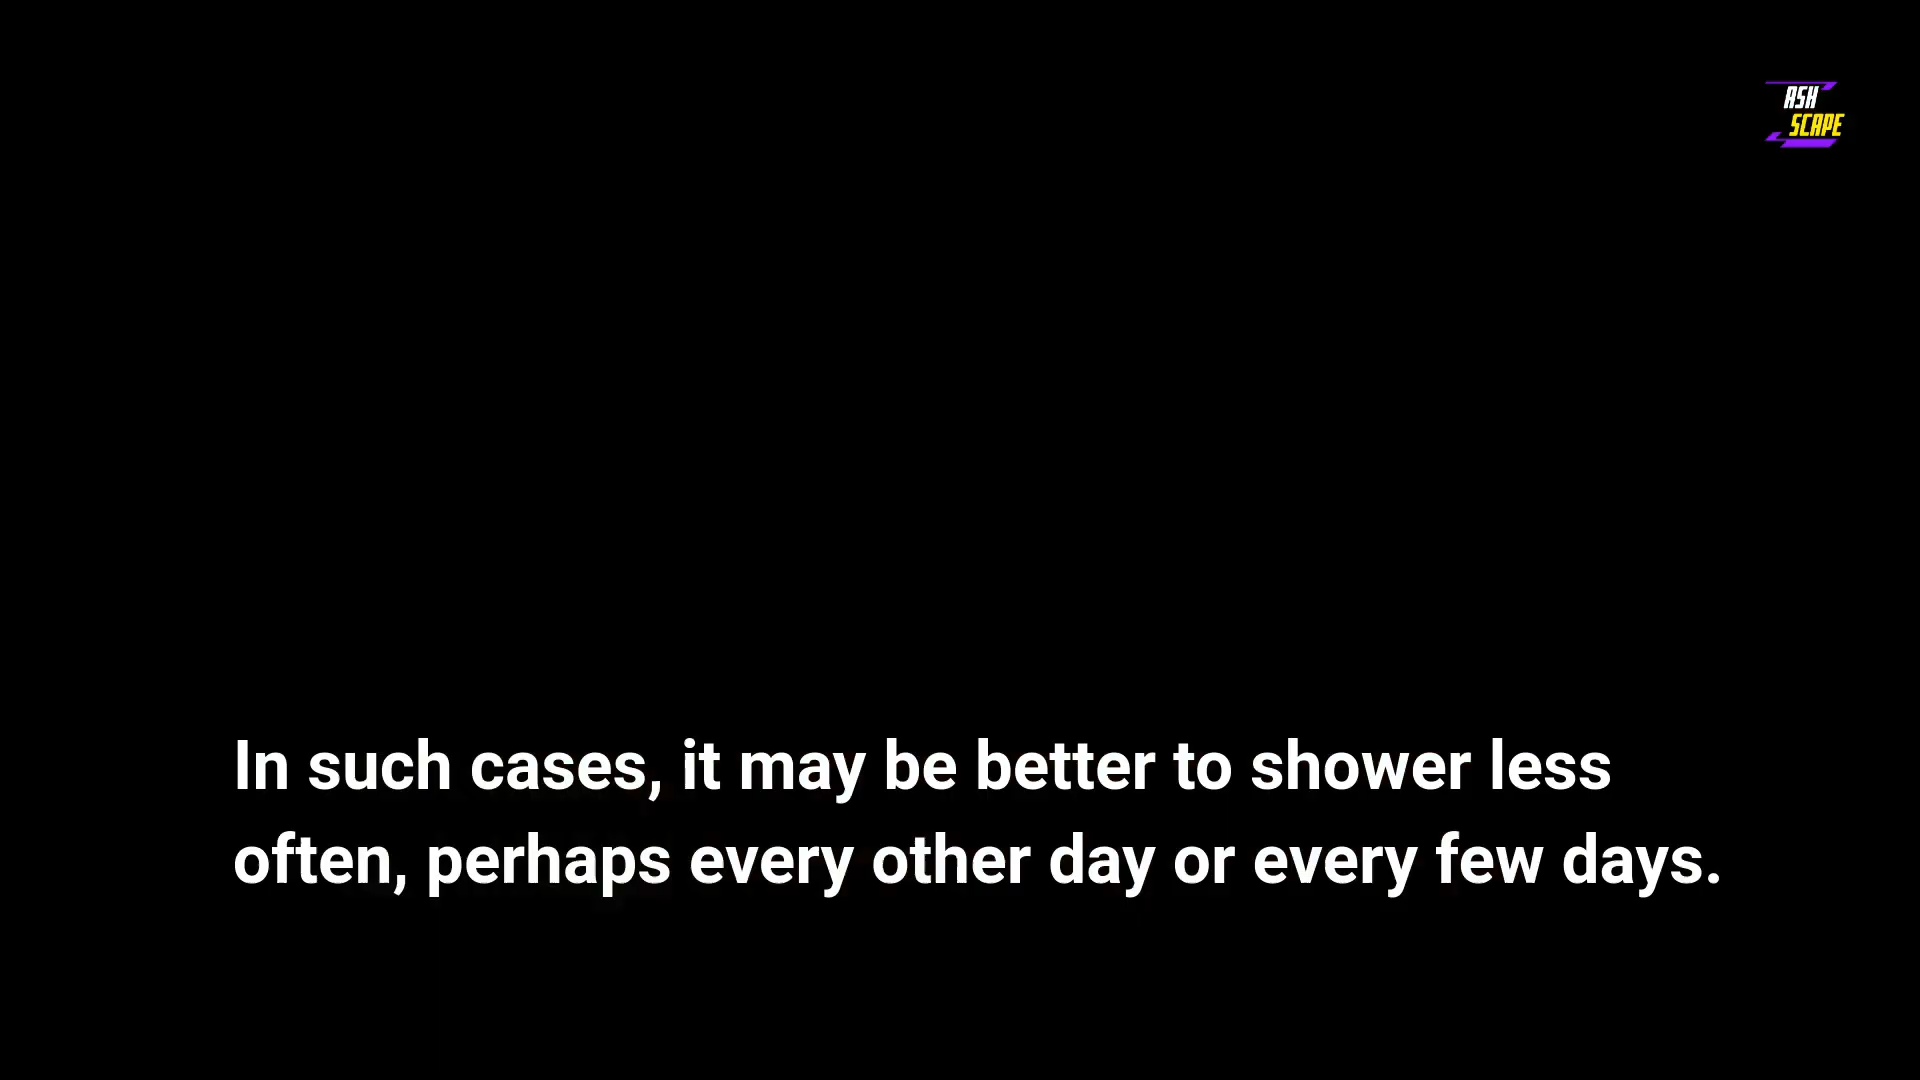 ASH
SCAPE
In such cases, it may be better to shower less
often, perhaps every other day or every few days.